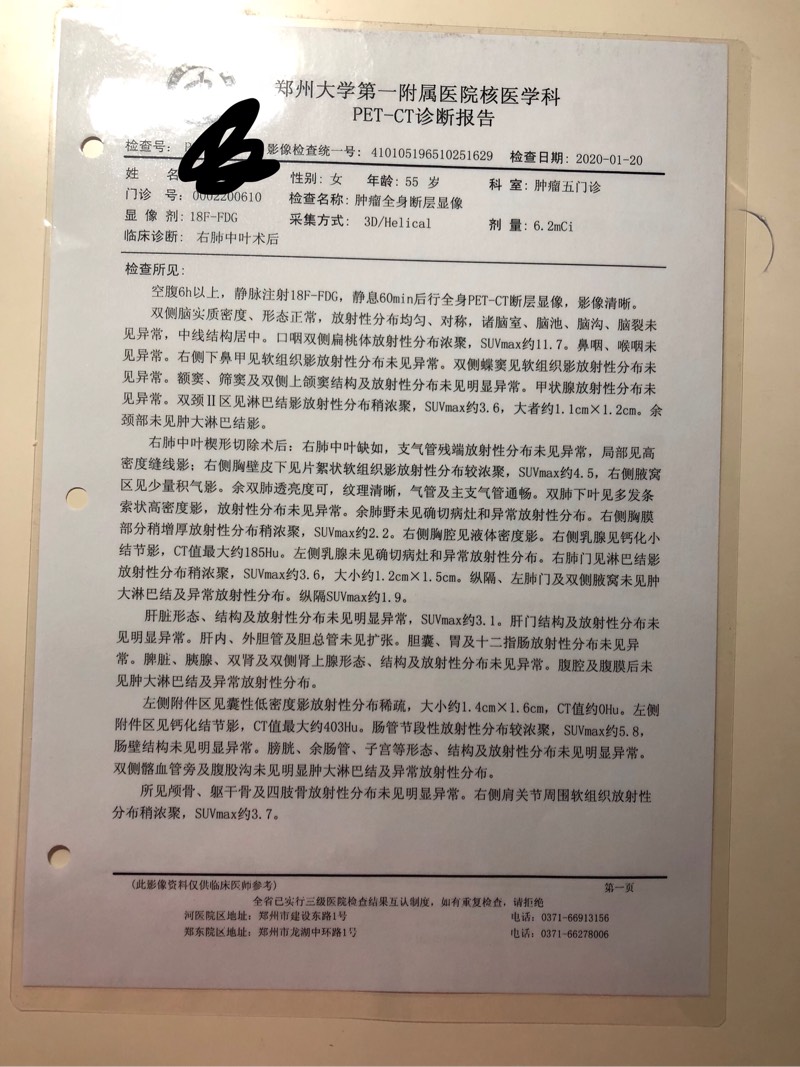 郑州大学第一附属医院核医学科
PET-CT诊断报告
检查号: P 影像检查统一号: 410105196510251629 检查日期: 2020-01-20
姓 名 性别: 女 年龄: 55 岁 科 室: 肿瘤五门诊
门诊 号: 0002200610 检查名称: 肿瘤全身断层显像
显 像 剂: 18F-FDG 采集方式: 3D/Helical 剂 量: 6.2mCi
临床诊断: 右肺中叶术后
检查所见:
空腹6h以上，静脉注射18F-FDG，静息60min后行全身PET-CT断层显像，影像清晰。
双侧脑实质密度、形态正常，放射性分布均匀、对称，诸脑室、脑池、脑沟、脑裂未
见异常，中线结构居中。口咽双侧扁桃体放射性分布浓聚，SUVmax约11.7。鼻咽、喉咽未
见异常。右侧下鼻甲见软组织影放射性分布未见异常。双侧蝶窦见软组织影放射性分布未
见异常。额窦、筛窦及双侧上颌窦结构及放射性分布未见明显异常。甲状腺放射性分布未
见异常。双颈Ⅱ区见淋巴结影放射性分布稍浓聚，SUVmax约3.6，大者约1.1cm×1.2cm。余
颈部未见肿大淋巴结影。
右肺中叶楔形切除术后：右肺中叶缺如，支气管残端放射性分布未见异常，局部见高
密度缝线影；右侧胸壁皮下见片絮状软组织影放射性分布较浓聚，SUVmax约4.5，右侧腋窝
区见少量积气影。余双肺透亮度可，纹理清晰，气管及主支气管通畅。双肺下叶见多发条
索状高密度影，放射性分布未见异常。余肺野未见确切病灶和异常放射性分布。右侧胸膜
部分稍增厚放射性分布稍浓聚，SUVmax约2.2。右侧胸腔见液体密度影。右侧乳腺见钙化小
结节影，CT值最大约185Hu。左侧乳腺未见确切病灶和异常放射性分布。右肺门见淋巴结影
放射性分布稍浓聚，SUVmax约3.6，大小约1.2cm×1.5cm。纵隔、左肺门及双侧腋窝未见肿
大淋巴结及异常放射性分布。纵隔SUVmax约1.9。
肝脏形态、结构及放射性分布未见明显异常，SUVmax约3.1。肝门结构及放射性分布未
见明显异常。肝内、外胆管及胆总管未见扩张。胆囊、胃及十二指肠放射性分布未见异
常。脾脏、胰腺、双肾及双侧肾上腺形态、结构及放射性分布未见异常。腹腔及腹膜后未
见肿大淋巴结及异常放射性分布。
左侧附件区见囊性低密度影放射性分布稀疏，大小约1.4cm×1.6cm，CT值约0Hu。左侧
附件区见钙化结节影，CT值最大约403Hu。肠管节段性放射性分布较浓聚，SUVmax约5.8，
肠壁结构未见明显异常。膀胱、余肠管、子宫等形态、结构及放射性分布未见明显异常。
双侧髂血管旁及腹股沟未见明显肿大淋巴结及异常放射性分布。
所见颅骨、躯干骨及四肢骨放射性分布未见明显异常。右侧肩关节周围软组织放射性
分布稍浓聚，SUVmax约3.7。
(此影像资料仅供临床医师参考) 第一页
全省已实行三级医院检查结果互认制度，如有重复检查，请拒绝
河医院区地址: 郑州市建设东路1号 电话: 0371-66913156
郑东院区地址: 郑州市龙湖中环路1号 电话: 0371-66278006